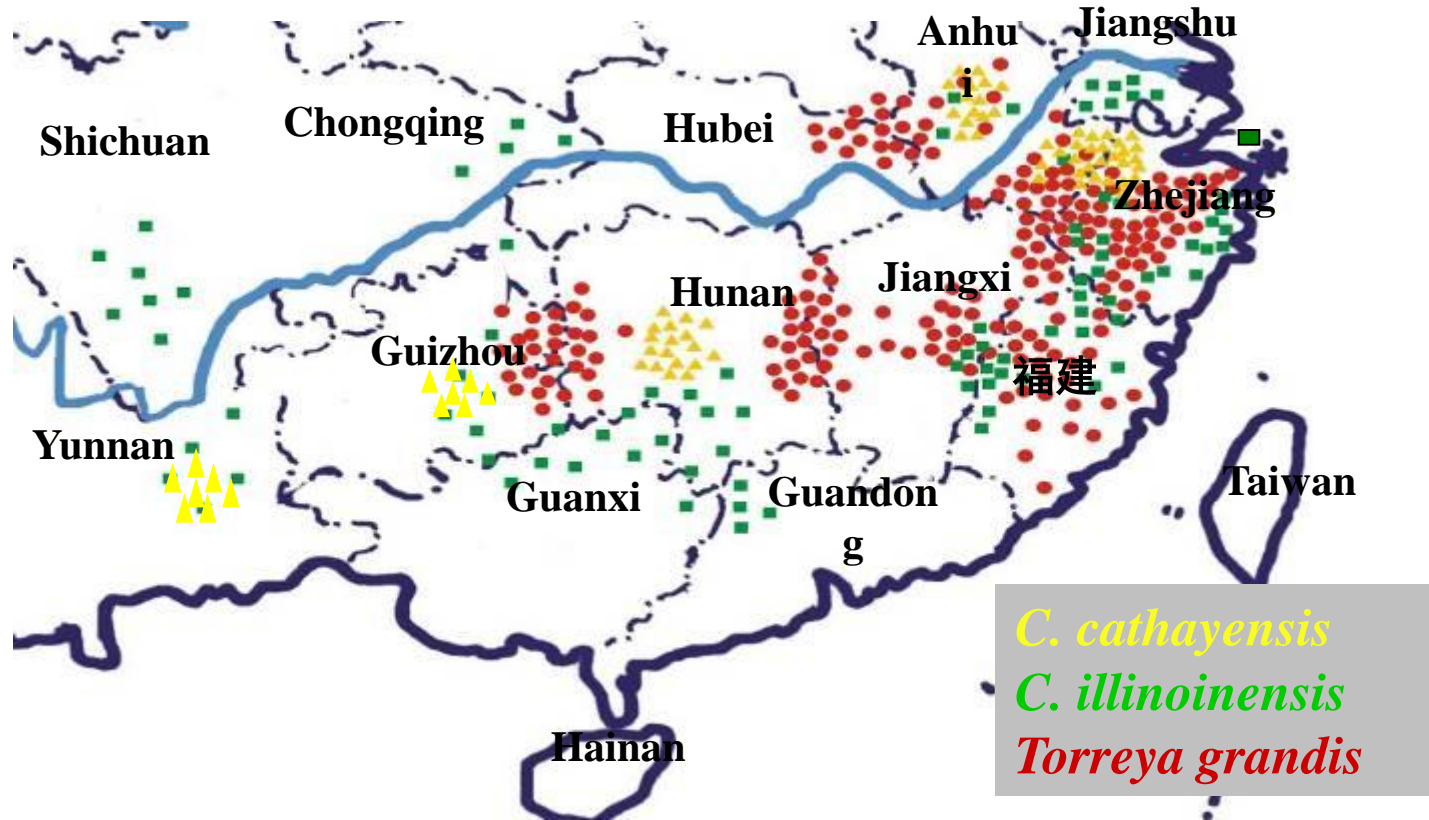 Anhu
i
Jiangshu
Shichuan
Chongqing
Hubei
Zhejiang
Hunan
Jiangxi
Guizhou
福建
Yunnan
Guanxi
Guandon
g
Taiwan
Hainan
C. cathayensis
C. illinoinensis
Torreya grandis